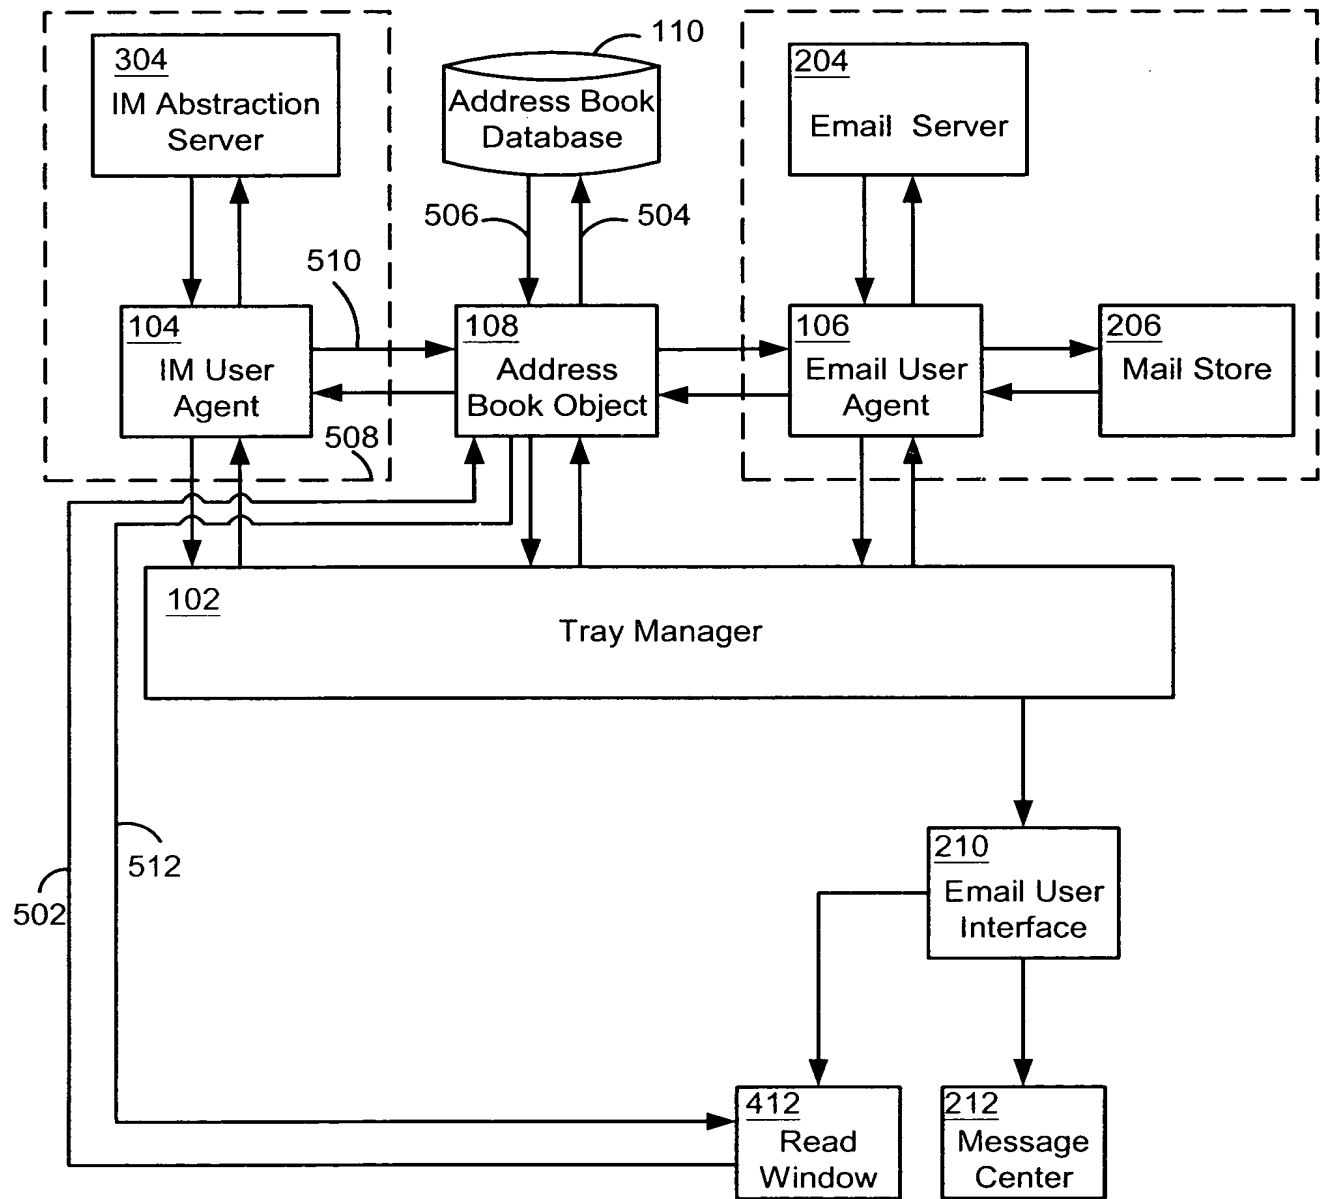 304
IM Abstraction
Server
110
Address Book
Database
204
Email Server
506
504
510
104
IM User
Agent
108
Address
Book Object
106
Email User
Agent
206
Mail Store
508
102
Tray Manager
512
502
210
Email User
Interface
412
Read
Window
212
Message
Center